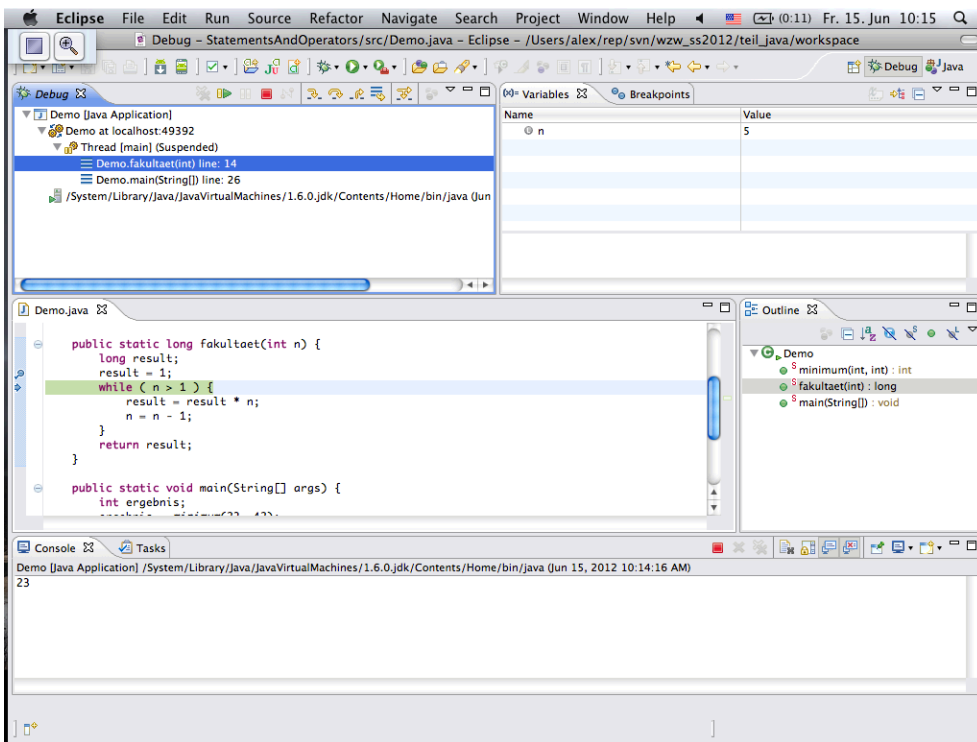 Eclipse File Edit Run Source Refactor Navigate Search Project Window Help (0:11) Fr. 15. Jun 10:15
Debug – StatementsAndOperators/src/Demo.java – Eclipse – /Users/alex/rep/svn/wzw_ss2012/teil_java/workspace
Debug Java
Debug
Demo [Java Application]
Demo at localhost:49392
Thread [main] (Suspended)
Demo.fakultaet(int) line: 14
Demo.main(String[]) line: 26
/System/Library/Java/JavaVirtualMachines/1.6.0.jdk/Contents/Home/bin/java (Jun
(x)= Variables Breakpoints
Name Value
n 5
Demo.java
public static long fakultaet(int n) {
long result;
result = 1;
while ( n > 1 ) {
result = result * n;
n = n - 1;
}
return result;
}
public static void main(String[] args) {
int ergebnis;
Outline
Demo
minimum(int, int) : int
fakultaet(int) : long
main(String[]) : void
Console Tasks
Demo [Java Application] /System/Library/Java/JavaVirtualMachines/1.6.0.jdk/Contents/Home/bin/java (Jun 15, 2012 10:14:16 AM)
23